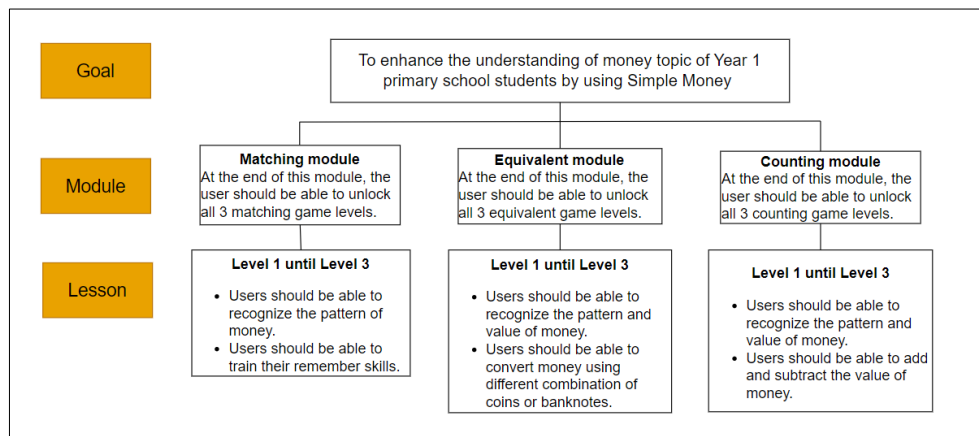 Goal
To enhance the understanding of money topic of Year 1
primary school students by using Simple Money
Module
Matching module
At the end of this module, the
user should be able to unlock
all 3 matching game levels.
Equivalent module
At the end of this module, the
user should be able to unlock
all 3 equivalent game levels.
Counting module
At the end of this module, the
user should be able to unlock
all 3 counting game levels.
Lesson
Level 1 until Level 3
• Users should be able to
recognize the pattern of
money.
• Users should be able to
train their remember skills.
Level 1 until Level 3
• Users should be able to
recognize the pattern and
value of money.
• Users should be able to
convert money using
different combination of
coins or banknotes.
Level 1 until Level 3
• Users should be able to
recognize the pattern and
value of money.
• Users should be able to add
and subtract the value of
money.